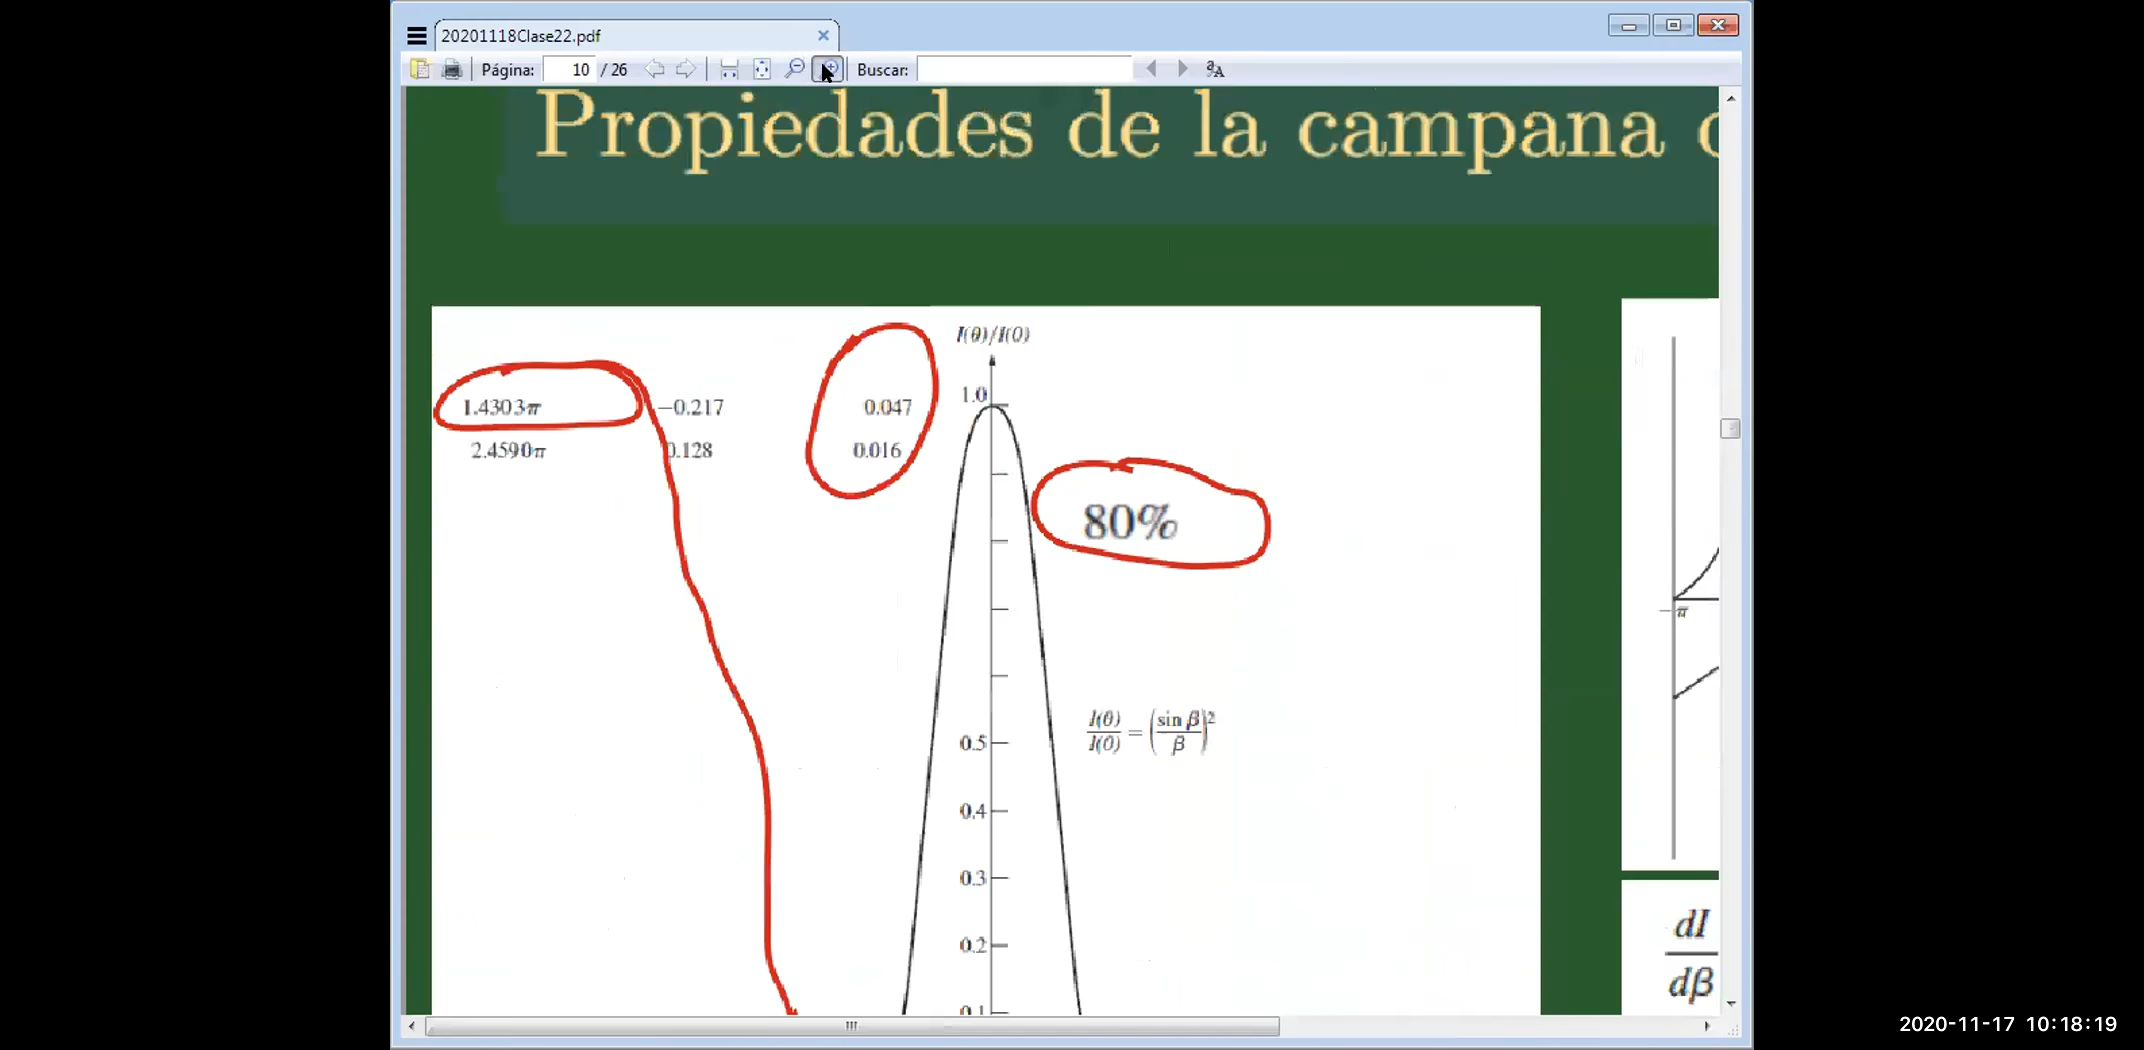 20201118Clase22.pdf
Página: 10 / 26 Buscar:
Propiedades de la campana
I(θ)/I(0)
1.0
1.4303π −0.217 0.047
2.4590π 0.128 0.016
80%
−π
I(θ)/I(0) = (sin β/β)²
0.5
0.4
0.3
0.2
0.1
dI
dβ
2020-11-17 10:18:19